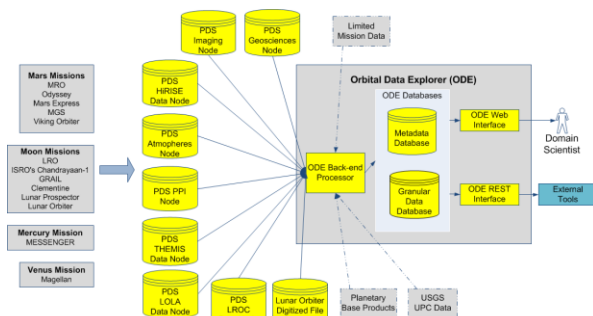 Mars Missions
MRO
Odyssey
Mars Express
MGS
Viking Orbiter
Moon Missions
LRO
ISRO's Chandrayaan-1
GRAIL
Clementine
Lunar Prospector
Lunar Orbiter
Mercury Mission
MESSENGER
Venus Mission
Magellan
PDS
Imaging
Node
PDS
Geosciences
Node
PDS
HiRISE
Data Node
PDS
Atmopheres
Node
PDS PPI
Node
PDS
THEMIS
Data Node
PDS
LOLA
Data Node
PDS
LROC
Lunar Orbiter
Digitized File
Limited
Mission Data
Orbital Data Explorer (ODE)
ODE Databases
ODE Back-end
Processor
Metadata
Database
Granular
Data
Database
ODE Web
Interface
ODE REST
Interface
Domain
Scientist
External
Tools
Planetary
Base Products
USGS
UPC Data